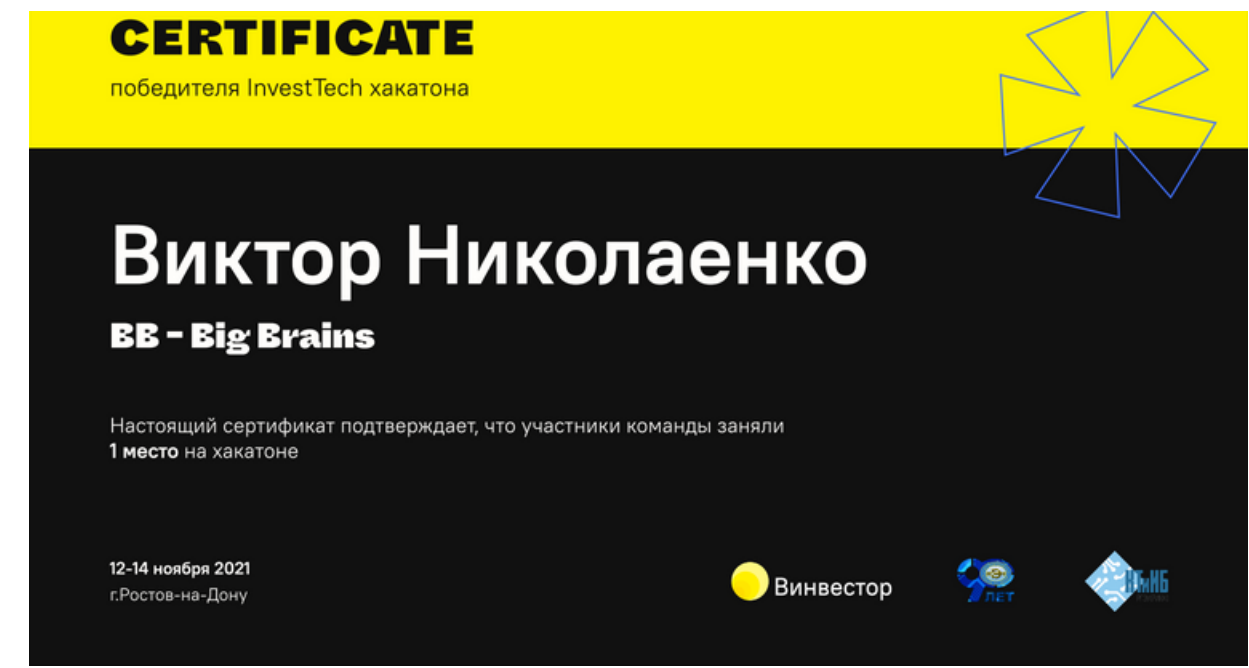 CERTIFICATE
победителя InvestTech хакатона
Виктор Николаенко
BB - Big Brains
Настоящий сертификат подтверждает, что участники команды заняли
1 место на хакатоне
12-14 ноября 2021
г.Ростов-на-Дону
Винвестор
90
ЛЕТ